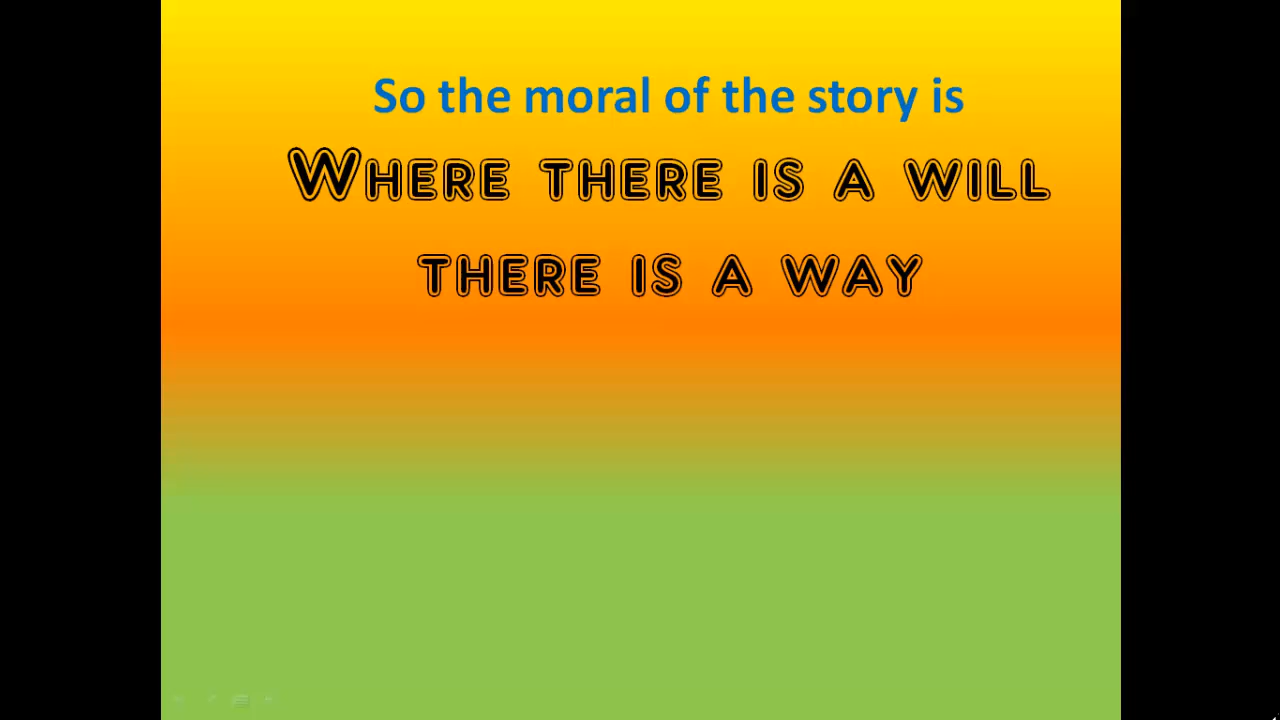 So the moral of the story is
Where there is a will
there is a way